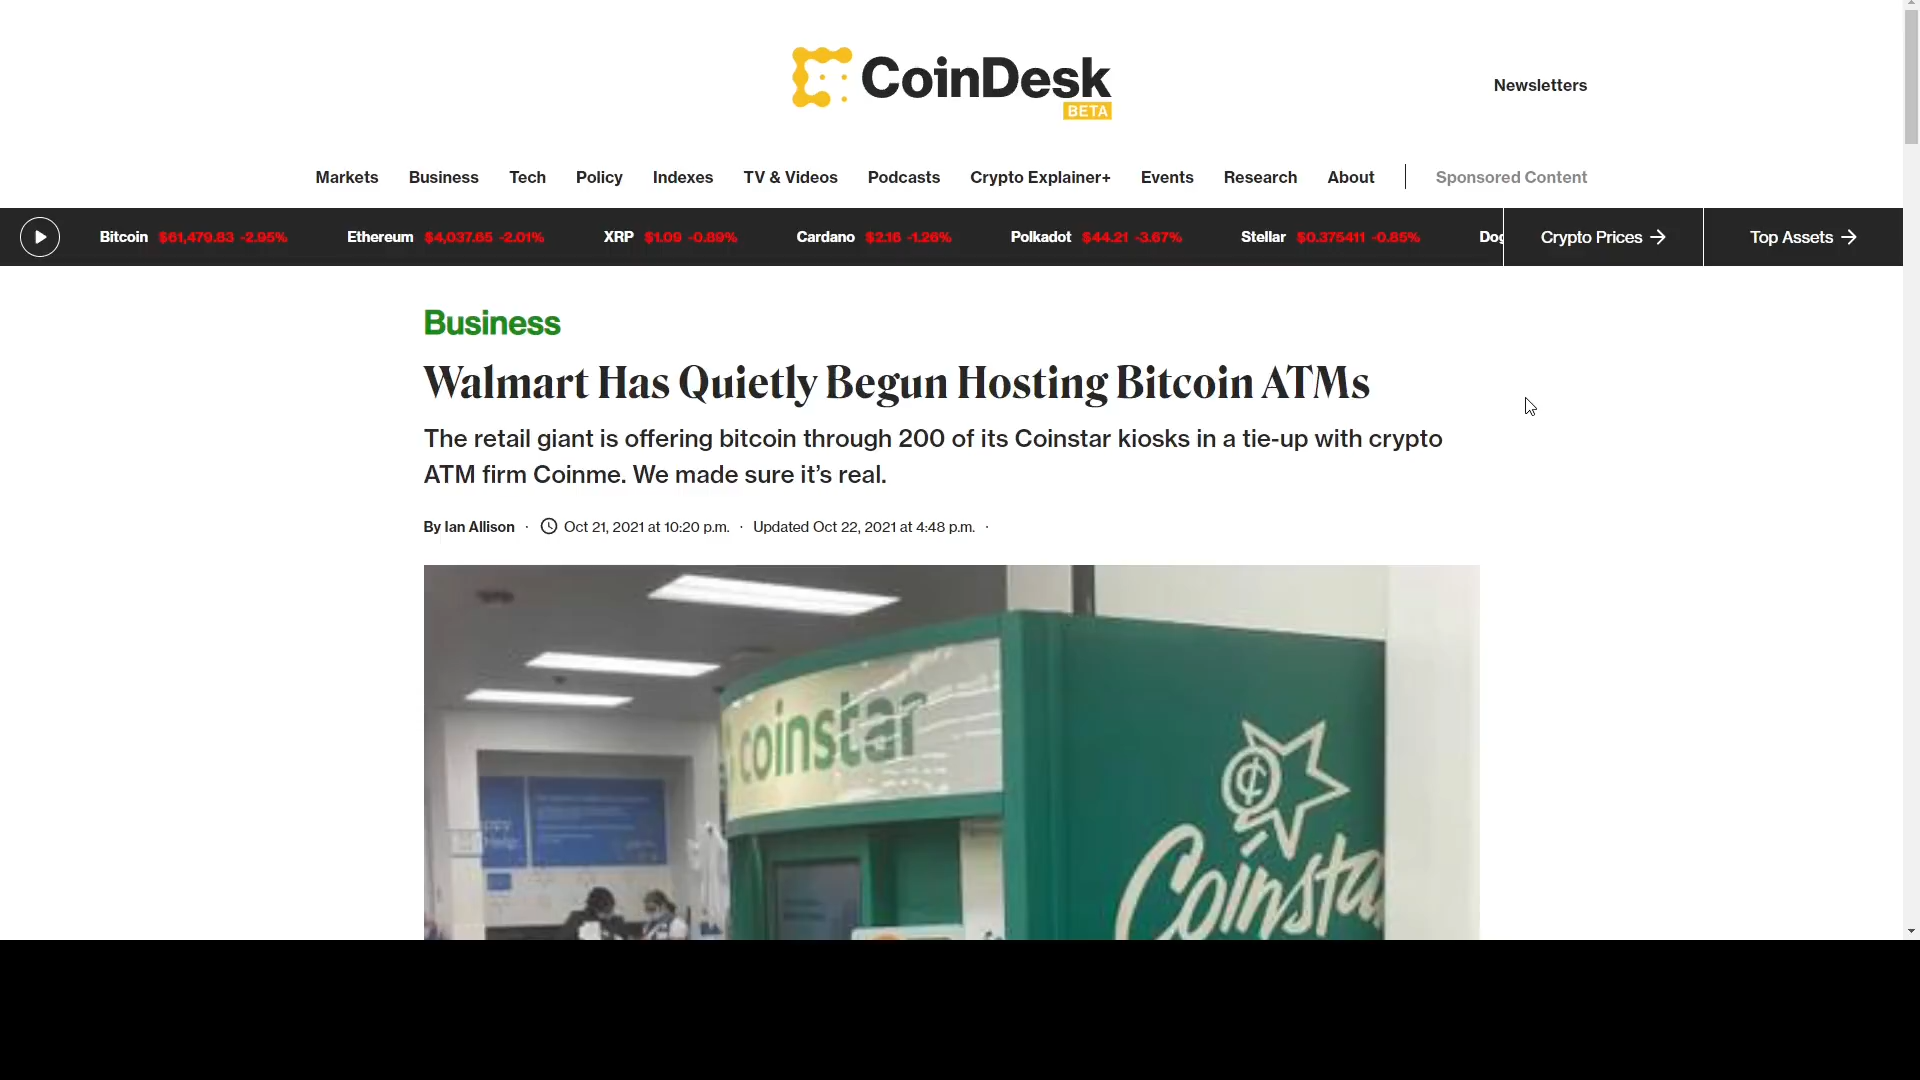 CoinDesk
BETA
Newsletters
Markets Business Tech Policy Indexes TV & Videos Podcasts Crypto Explainer+ Events Research About Sponsored Content
Bitcoin $61,479.83 -2.95% Ethereum $4,037.65 -2.01% XRP $1.09 -0.89% Cardano $2.16 -1.26% Polkadot $44.21 -3.67% Stellar $0.375411 -0.85% Dog Crypto Prices → Top Assets →
Business
Walmart Has Quietly Begun Hosting Bitcoin ATMs
The retail giant is offering bitcoin through 200 of its Coinstar kiosks in a tie-up with crypto
ATM firm Coinme. We made sure it’s real.
By Ian Allison · Oct 21, 2021 at 10:20 p.m. · Updated Oct 22, 2021 at 4:48 p.m. ·
coinstar
Coinsta